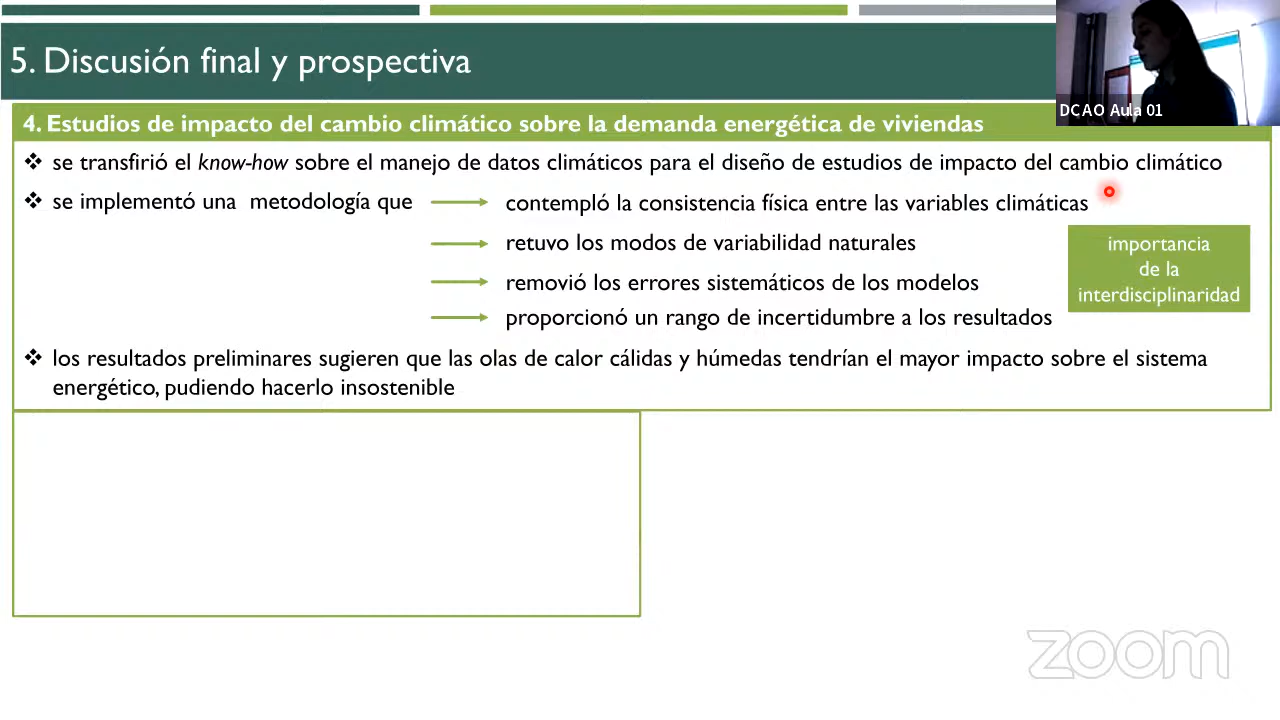 5. Discusión final y prospectiva
DCAO Aula 01
4. Estudios de impacto del cambio climático sobre la demanda energética de viviendas
❖ se transfirió el know-how sobre el manejo de datos climáticos para el diseño de estudios de impacto del cambio climático
❖ se implementó una metodología que
contempló la consistencia física entre las variables climáticas
retuvo los modos de variabilidad naturales
removió los errores sistemáticos de los modelos
proporcionó un rango de incertidumbre a los resultados
importancia
de la
interdisciplinaridad
❖ los resultados preliminares sugieren que las olas de calor cálidas y húmedas tendrían el mayor impacto sobre el sistema
energético, pudiendo hacerlo insostenible
zoom